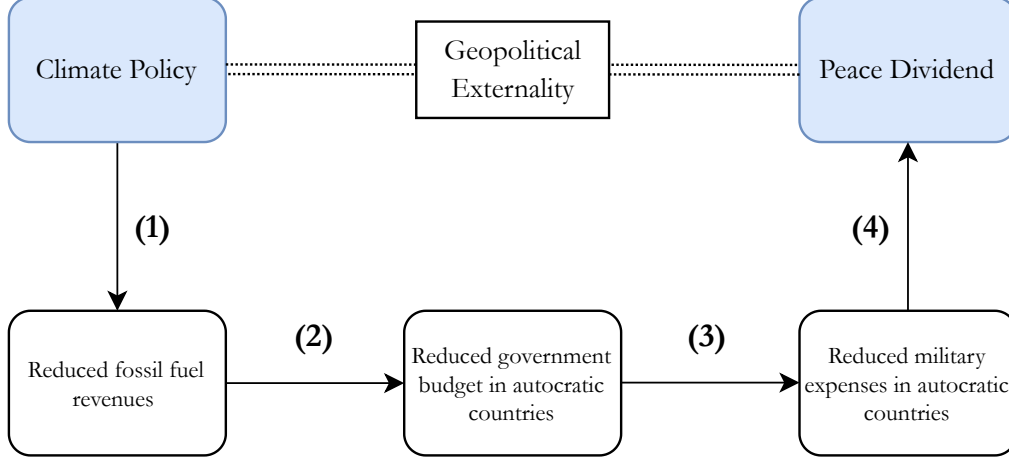 Climate Policy
Geopolitical
Externality
Peace Dividend
(1)
(4)
Reduced fossil fuel
revenues
(2)
Reduced government
budget in autocratic
countries
(3)
Reduced military
expenses in autocratic
countries